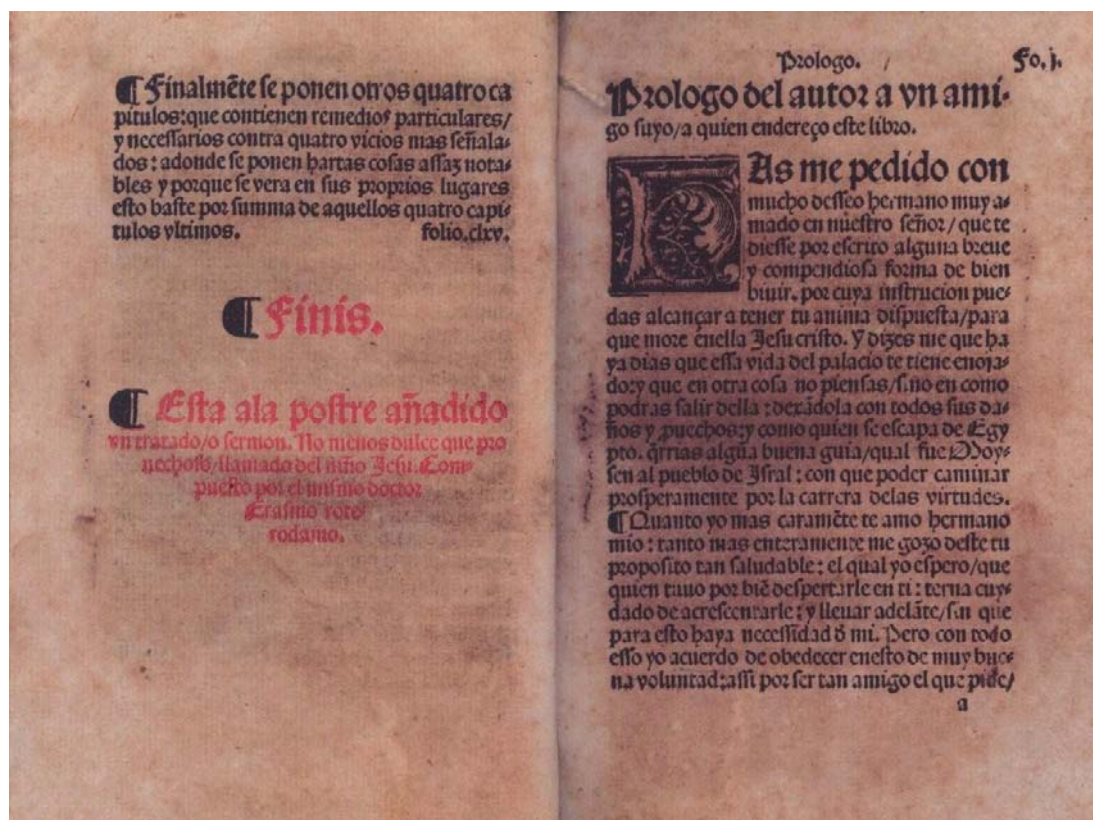 ¶ Finalmẽte se ponen otros quatro ca
pitulos: que contienen remedios particulares/
y necessarios contra quatro vicios mas señala-
dos: adonde se ponen hartas cosas assaz nota-
bles y porque se vera en sus proprios lugares
esto baste por summa de aquellos quatro capi-
tulos vltimos. folio.clxv.
¶ Finis.
¶ Esta ala postre añadido
vn tratado/o sermon. No menos dulce que pro
uechoso/llamado del niño Jesu. Com-
puesto por el mismo doctor
Erasmo rote/
rodamo.
Prologo. Fo.j.
Prologo del autor a vn ami-
go suyo/a quien endereço este libro.
HAs me pedido con
mucho desseo hermano muy a-
mado en nuestro señor/que te
diesse por escrito alguna breue
y compendiosa forma de bien
biuir. por cuya instrucion pue-
das alcançar a tener tu anima dispuesta/para
que more enella Jesu cristo. Y dizes me que ha
ya dias que essa vida del palacio te tiene enoja-
do:y que en otra cosa no piensas/sino en como
podras salir della: dexãdola con todos sus da-
ños y ꝓuechos:y como quien se escapa de Egy
pto. q̃rrias algũa buena guia/qual fue Moy-
sen al pueblo de Isral: con que poder caminar
prosperamente por la carrera delas virtudes.
¶ Quanto yo mas caramẽte te amo hermano
mio: tanto mas enteramente me gozo deste tu
proposito tan saludable: el qual yo espero/que
quien tuuo por biẽ despertarle en ti: terna cuy-
dado de acrescentarle: y lleuar adelãte/sin que
para esto haya necessidad d̃ mi. Pero con todo
esso yo acuerdo de obedecer enesto de muy bue-
na voluntad:assi por ser tan amigo el que pide/
a